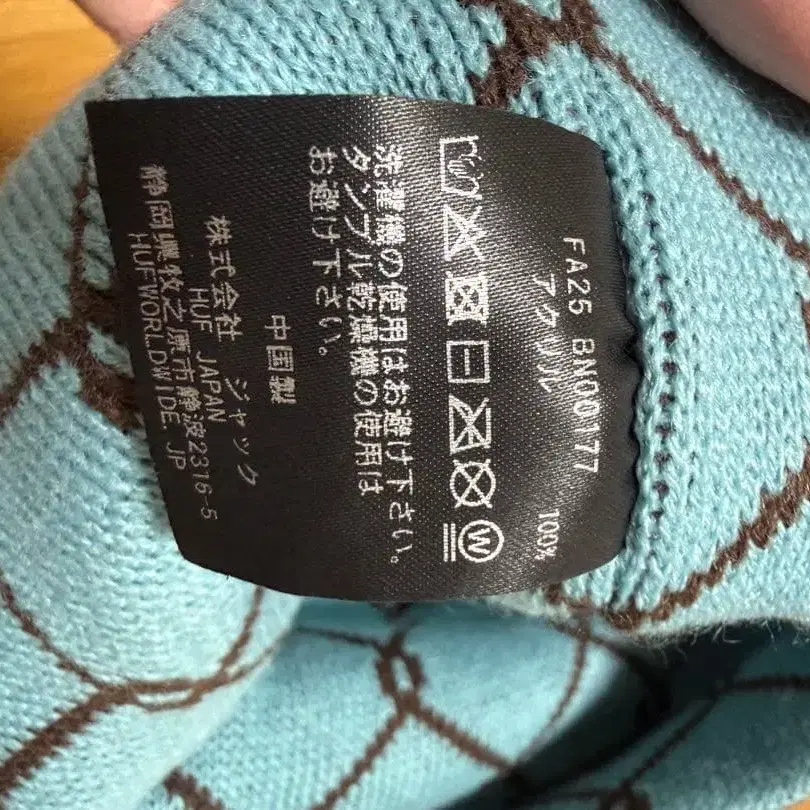 FA25 BN00177
アクリル 100%
洗濯機の使用はお避け下さい。
タンブル乾燥機の使用は
お避け下さい。
中国製
株式会社 ジャック
HUF JAPAN
静岡県牧之原市静波2316-5
HUFWORLDWIDE.JP